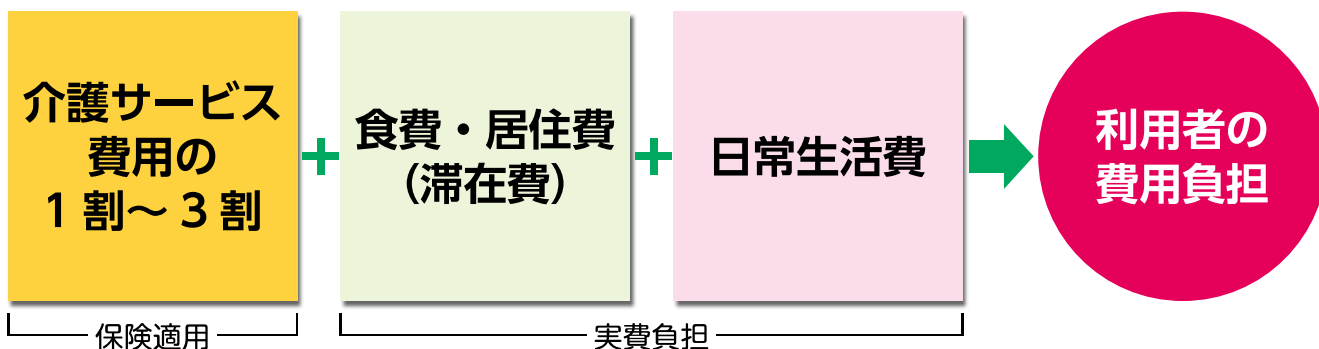 介護サービス
費用の
1割～3割
+
食費・居住費
（滞在費）
+
日常生活費
利用者の
費用負担
保険適用
実費負担